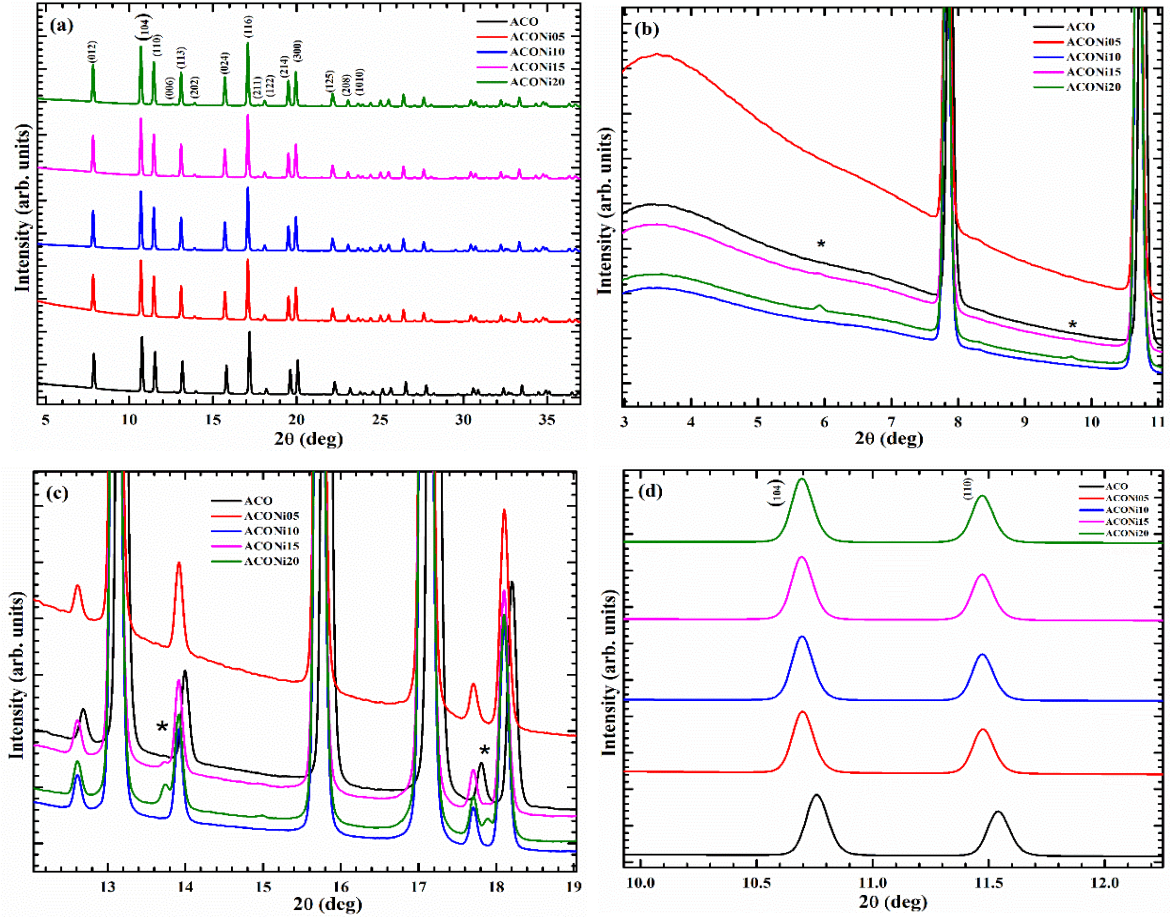 (a)
ACO
ACONi05
ACONi10
ACONi15
ACONi20
(012)
(104)
(110)
(006)
(113)
(202)
(024)
(116)
(211)
(122)
(214)
(300)
(125)
(208)
(1010)
Intensity (arb. units)
5 10 15 20 25 30 35
2θ (deg)
(b)
ACO
ACONi05
ACONi10
ACONi15
ACONi20
*
*
Intensity (arb. units)
3 4 5 6 7 8 9 10 11
2θ (deg)
(c)
ACO
ACONi05
ACONi10
ACONi15
ACONi20
*
*
Intensity (arb. units)
13 14 15 16 17 18 19
2θ (deg)
(d)
(104)
(110)
ACO
ACONi05
ACONi10
ACONi15
ACONi20
Intensity (arb. units)
10.0 10.5 11.0 11.5 12.0
2θ (deg)